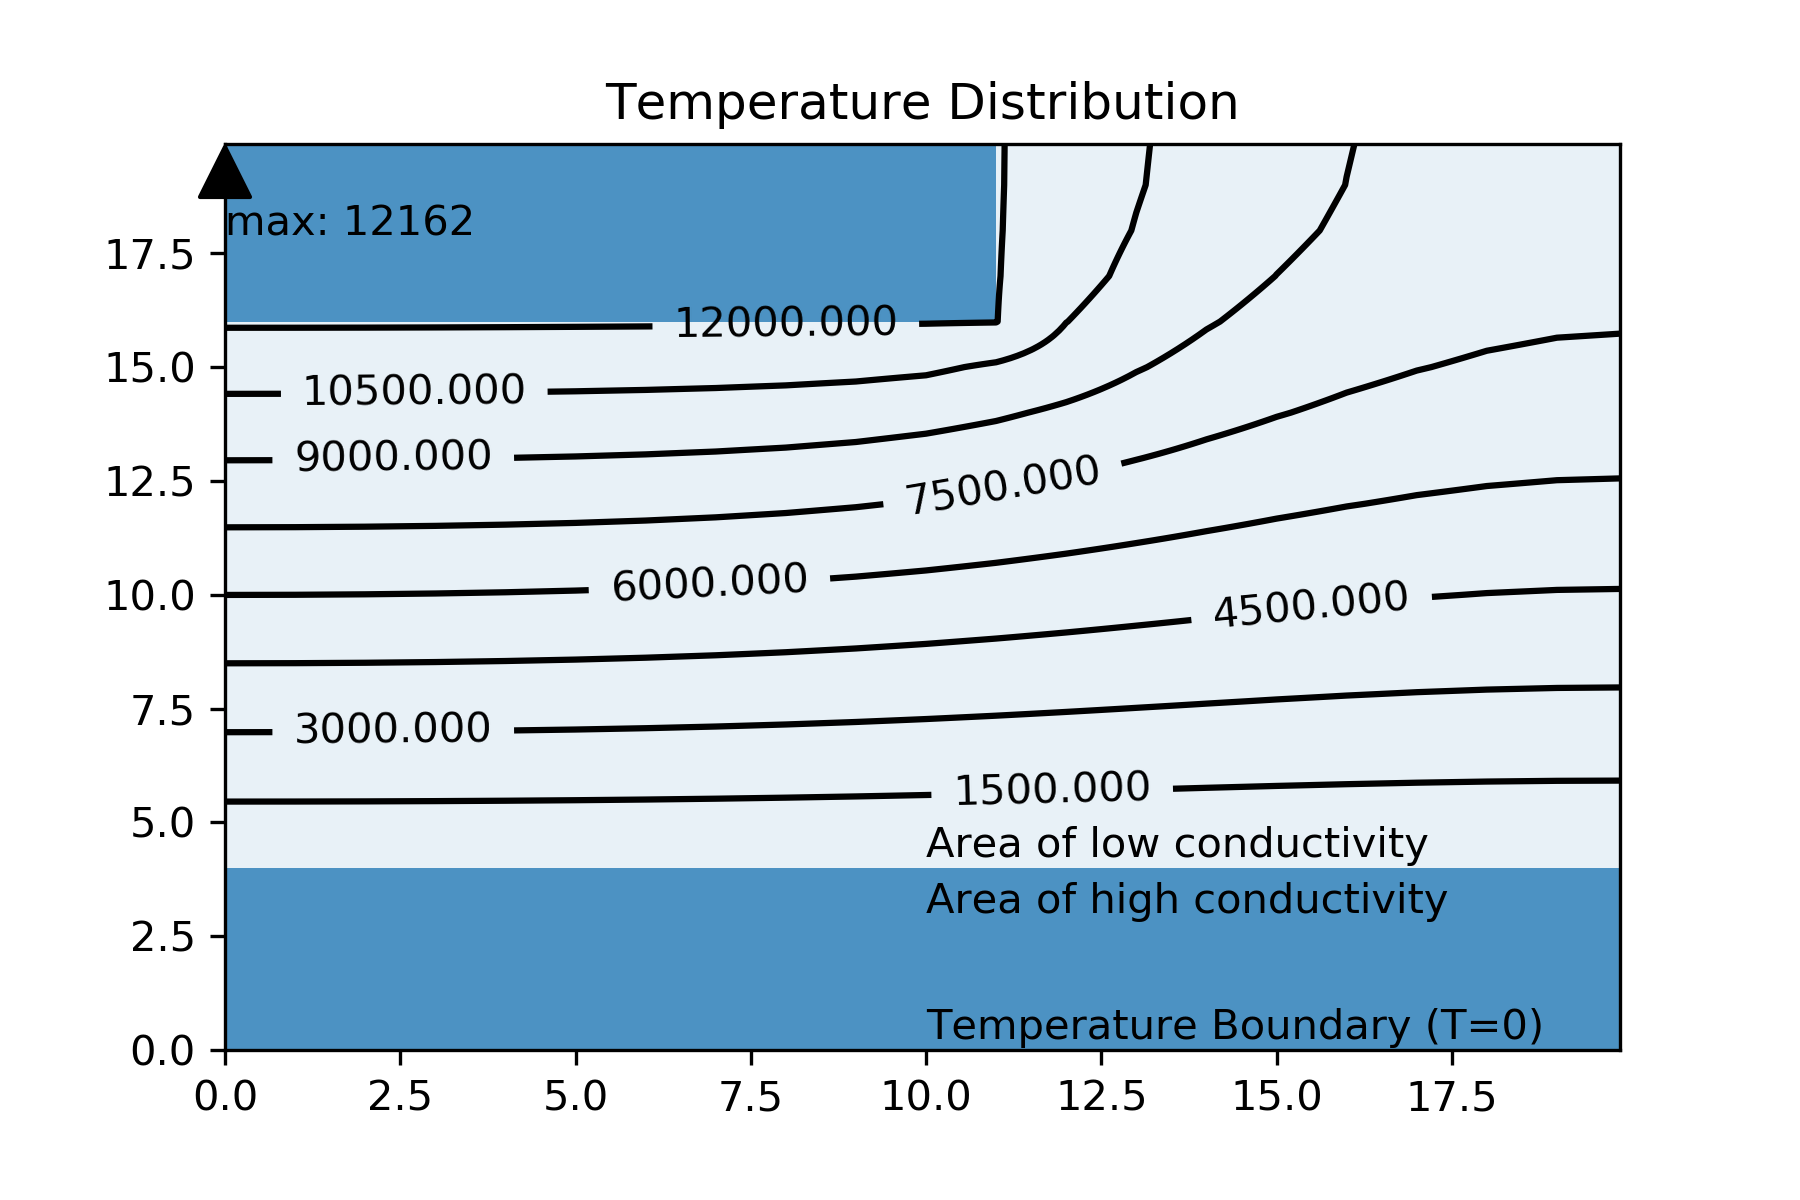 Temperature Distribution
max: 12162
17.5
12000.000
15.0
10500.000
9000.000
12.5
7500.000
10.0
6000.000
4500.000
7.5
3000.000
1500.000
5.0
Area of low conductivity
Area of high conductivity
2.5
Temperature Boundary (T=0)
0.0
0.0 2.5 5.0 7.5 10.0 12.5 15.0 17.5